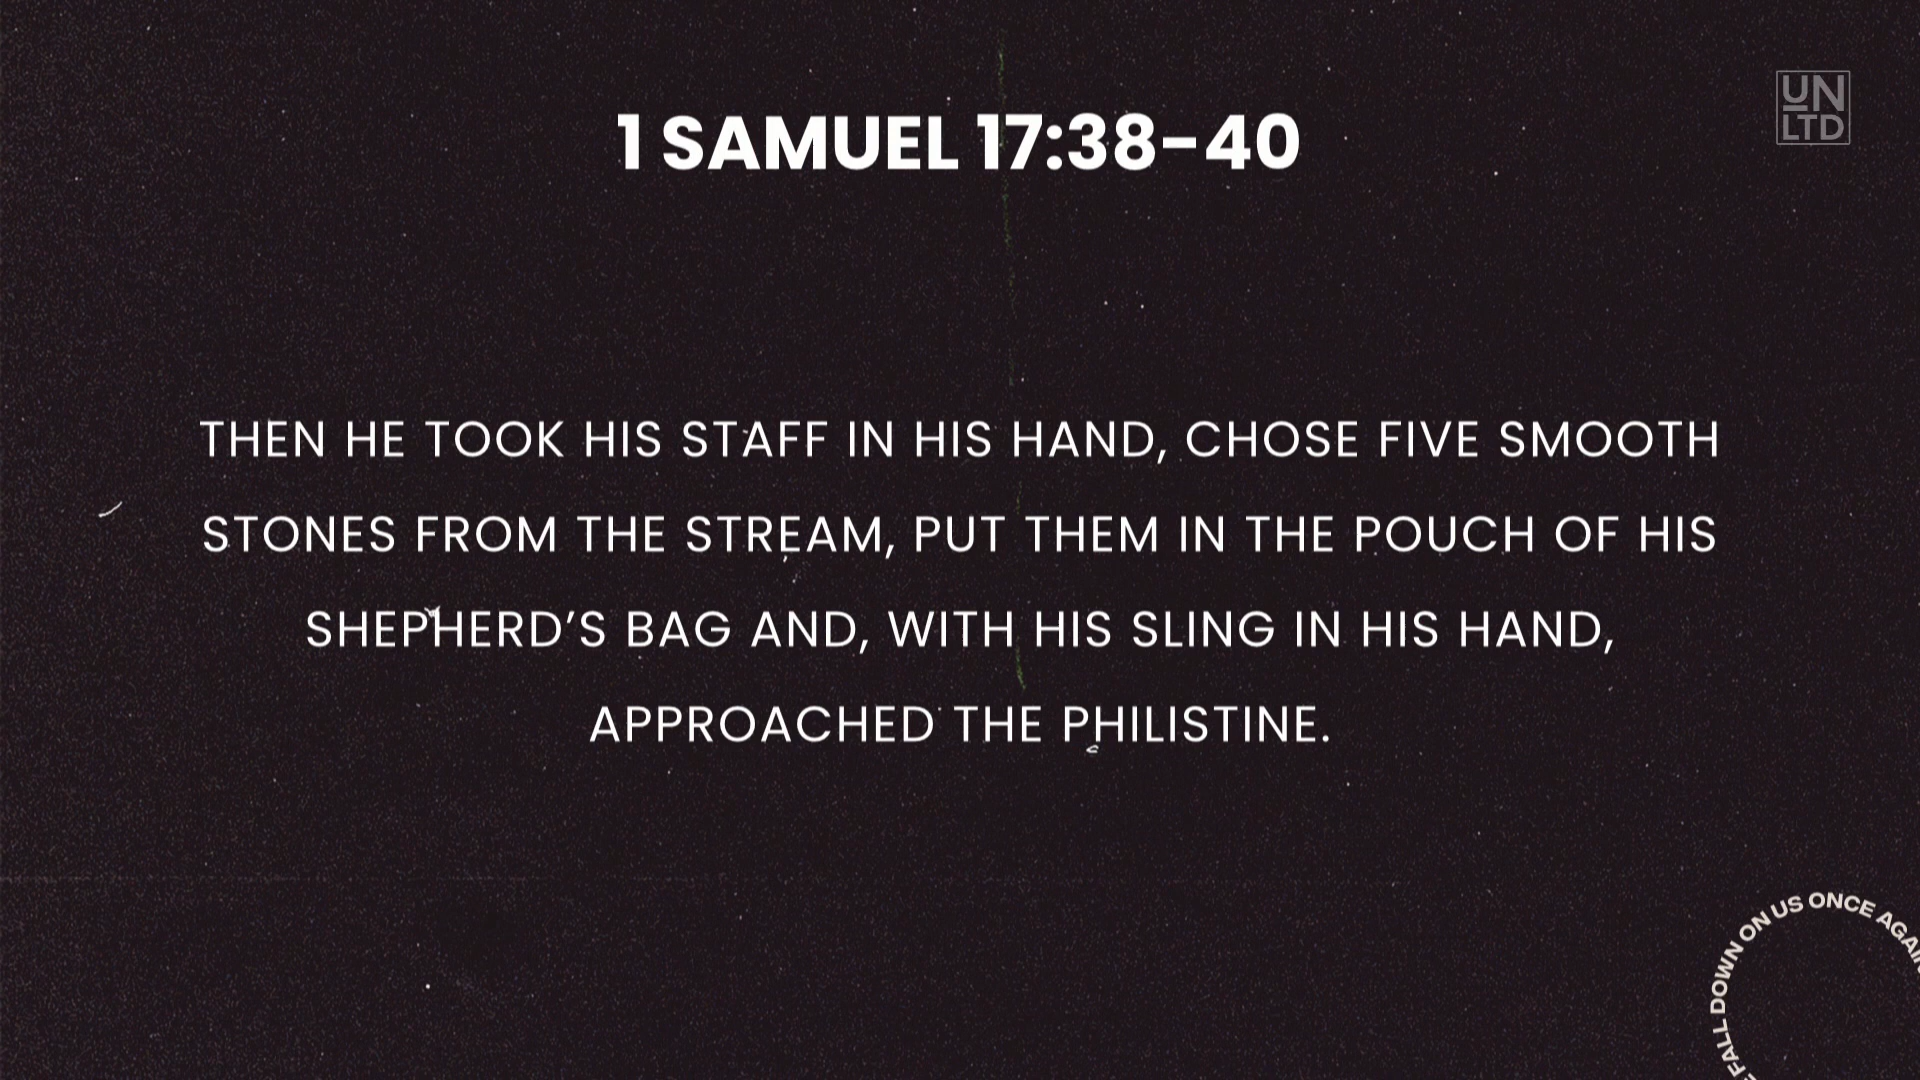 1 SAMUEL 17:38-40
UN
LTD
THEN HE TOOK HIS STAFF IN HIS HAND, CHOSE FIVE SMOOTH
STONES FROM THE STREAM, PUT THEM IN THE POUCH OF HIS
SHEPHERD’S BAG AND, WITH HIS SLING IN HIS HAND,
APPROACHED THE PHILISTINE.
FALL DOWN ON US ONCE AGAIN